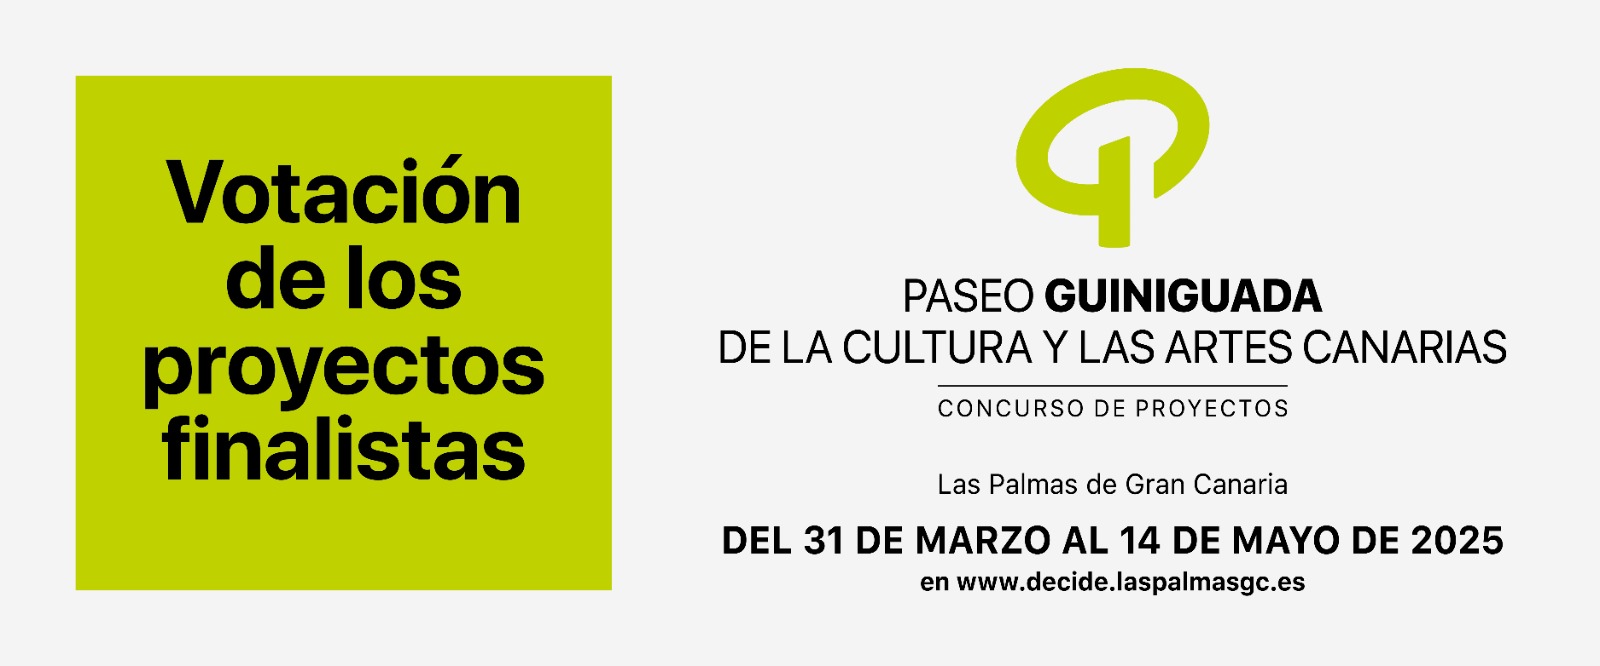 Votación
de los
proyectos
finalistas
PASEO GUINIGUADA
DE LA CULTURA Y LAS ARTES CANARIAS
CONCURSO DE PROYECTOS
Las Palmas de Gran Canaria
DEL 31 DE MARZO AL 14 DE MAYO DE 2025
en www.decide.laspalmasgc.es